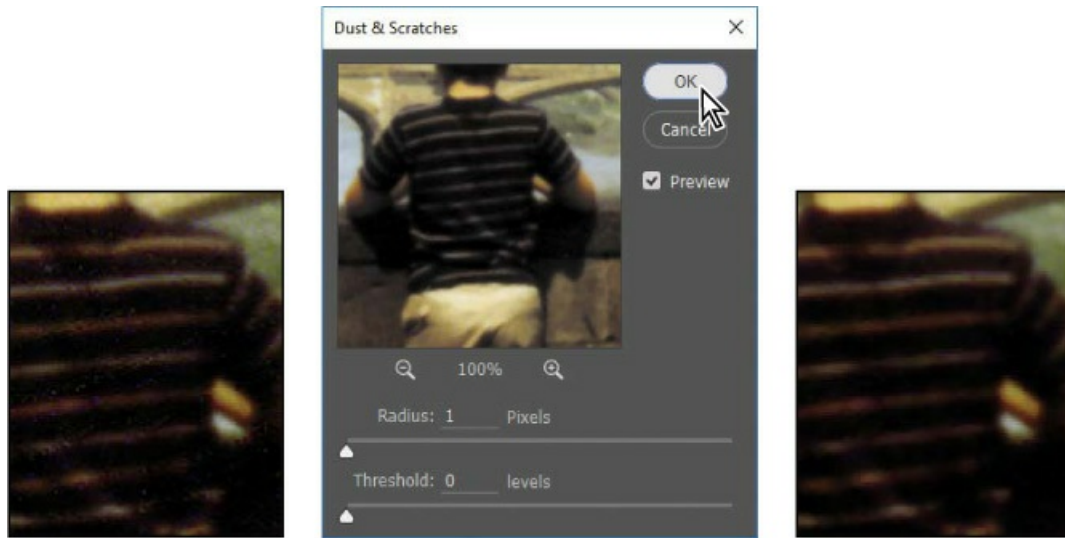 Dust & Scratches
OK
Cancel
Preview
100%
Radius: 1 Pixels
Threshold: 0 levels